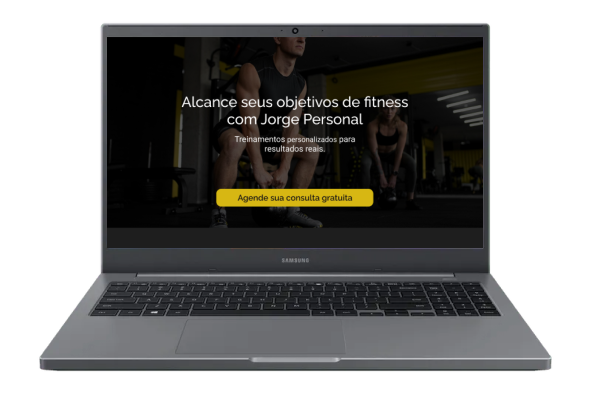 Alcance seus objetivos de fitness
com Jorge Personal
Treinamentos personalizados para
resultados reais.
Agende sua consulta gratuita
SAMSUNG